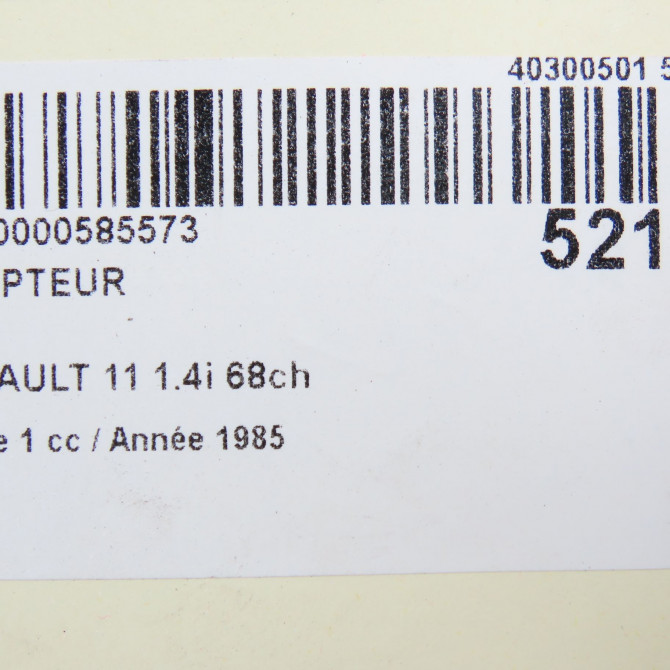 40300501 5
0000585573
521
PTEUR
AULT 11 1.4i 68ch
e 1 cc / Année 1985